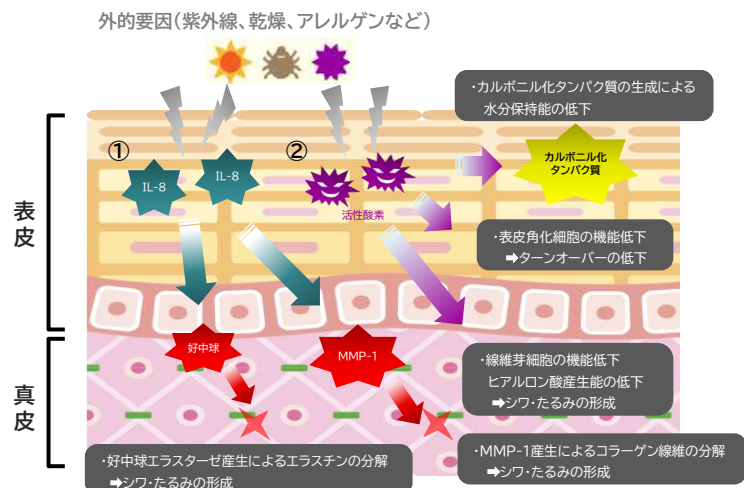 外的要因（紫外線、乾燥、アレルゲンなど）
・カルボニル化タンパク質の生成による
水分保持能の低下
①
②
IL-8
IL-8
活性酸素
カルボニル化
タンパク質
表皮
・表皮角化細胞の機能低下
➡ターンオーバーの低下
好中球
MMP-1
真皮
・線維芽細胞の機能低下
ヒアルロン酸産生能の低下
➡シワ・たるみの形成
・好中球エラスターゼ産生によるエラスチンの分解
➡シワ・たるみの形成
・MMP-1産生によるコラーゲン線維の分解
➡シワ・たるみの形成